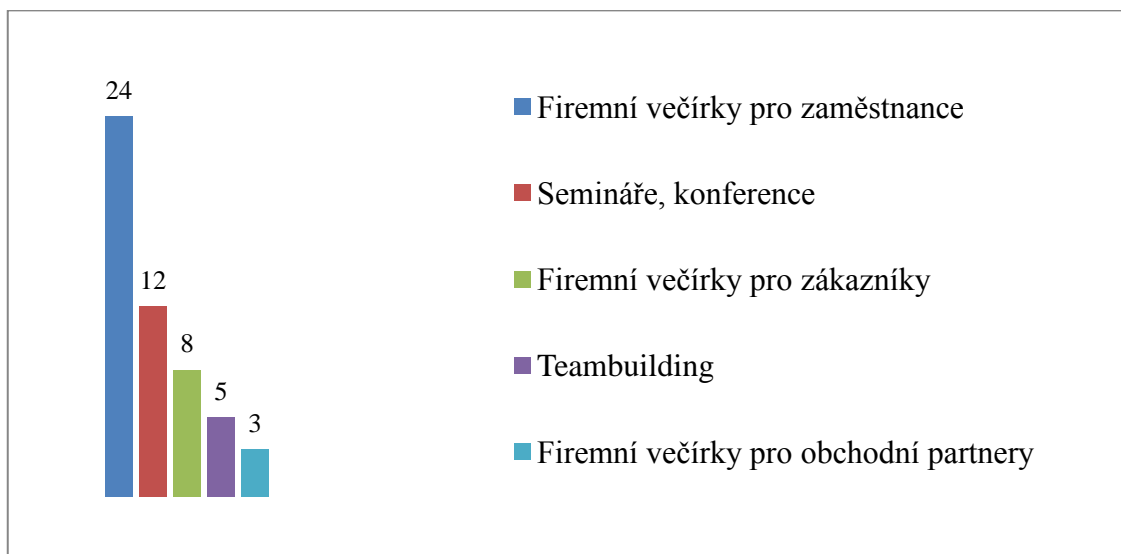 24
12
8
5
3
Firemní večírky pro zaměstnance
Semináře, konference
Firemní večírky pro zákazníky
Teambuilding
Firemní večírky pro obchodní partnery